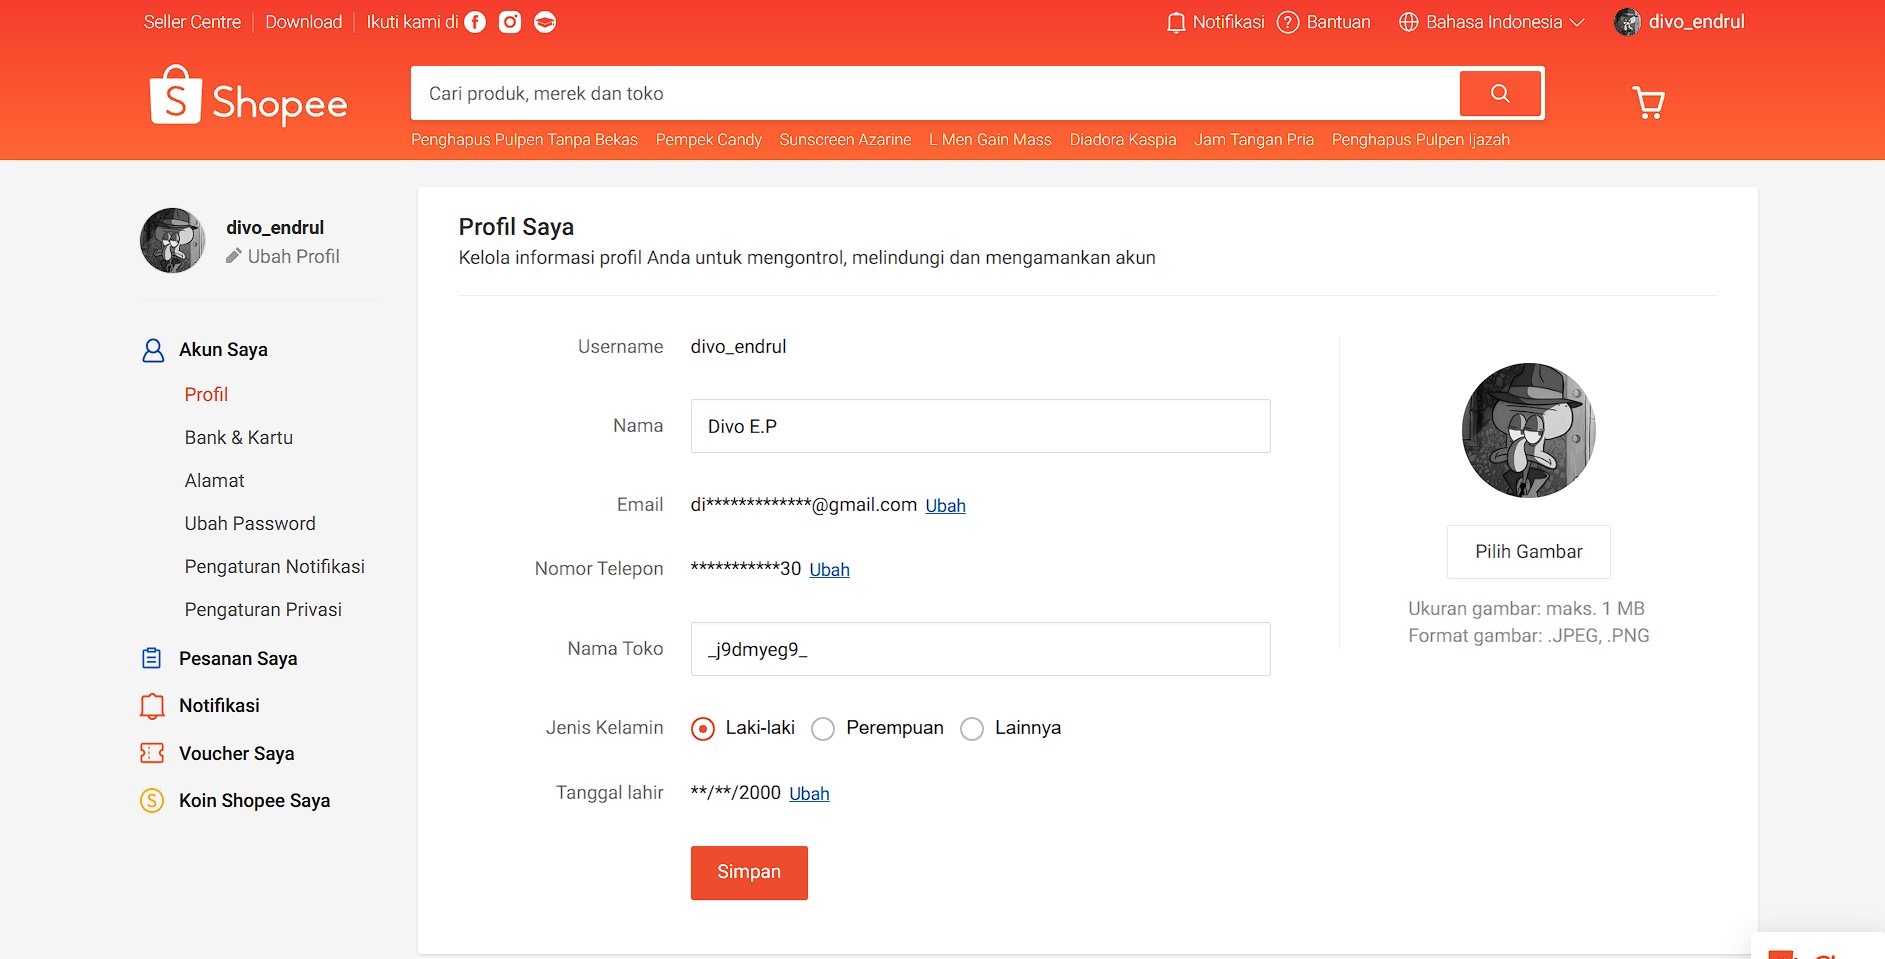 Seller Centre Download Ikuti kami di Notifikasi Bantuan Bahasa Indonesia divo_endrul
Shopee
Cari produk, merek dan toko
Penghapus Pulpen Tanpa Bekas Pempek Candy Sunscreen Azarine L Men Gain Mass Diadora Kaspia Jam Tangan Pria Penghapus Pulpen Ijazah
divo_endrul
Ubah Profil
Akun Saya
Profil
Bank & Kartu
Alamat
Ubah Password
Pengaturan Notifikasi
Pengaturan Privasi
Pesanan Saya
Notifikasi
Voucher Saya
Koin Shopee Saya
Profil Saya
Kelola informasi profil Anda untuk mengontrol, melindungi dan mengamankan akun
Username divo_endrul
Nama Divo E.P
Email di*************@gmail.com Ubah
Nomor Telepon ***********30 Ubah
Nama Toko _j9dmyeg9_
Jenis Kelamin Laki-laki Perempuan Lainnya
Tanggal lahir **/**/2000 Ubah
Simpan
Pilih Gambar
Ukuran gambar: maks. 1 MB
Format gambar: .JPEG, .PNG